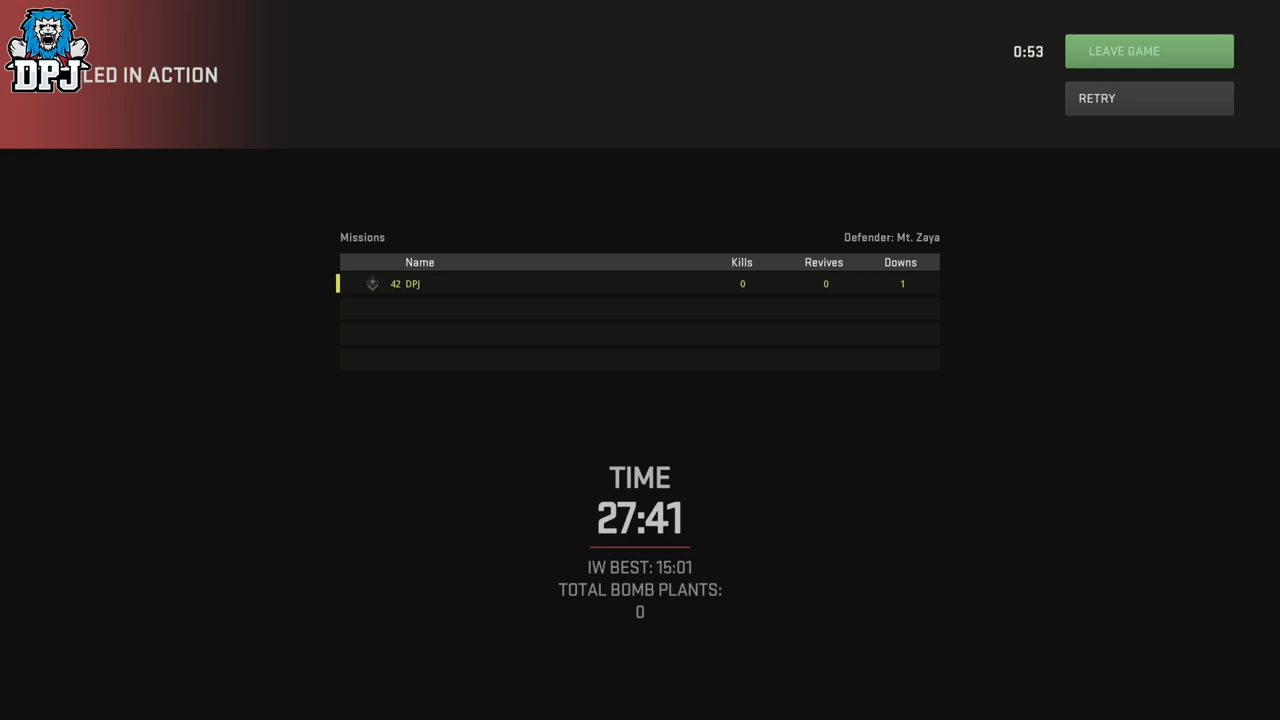 DPJ
LED IN ACTION
0:53
LEAVE GAME
RETRY
Missions
Defender: Mt. Zaya
Name Kills Revives Downs
42 DPJ 0 0 1
TIME
27:41
IW BEST: 15:01
TOTAL BOMB PLANTS:
0